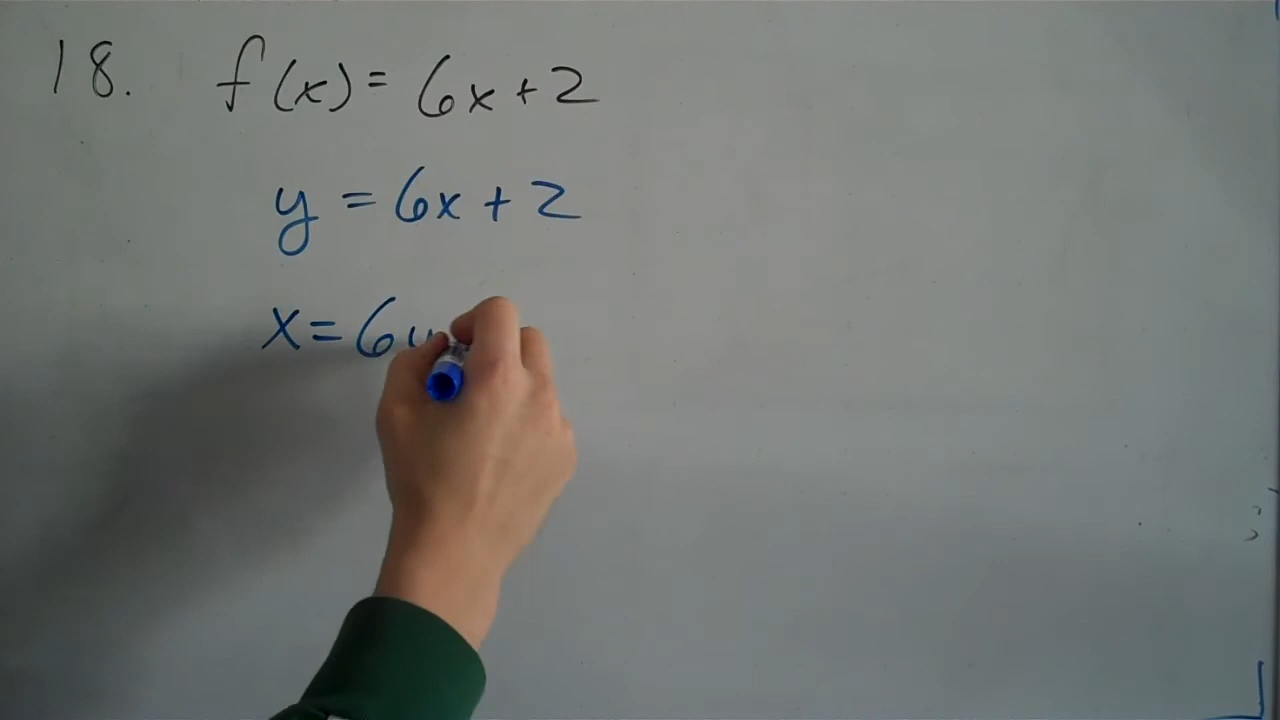 18. f(x) = 6x + 2
y = 6x + 2
x = 6